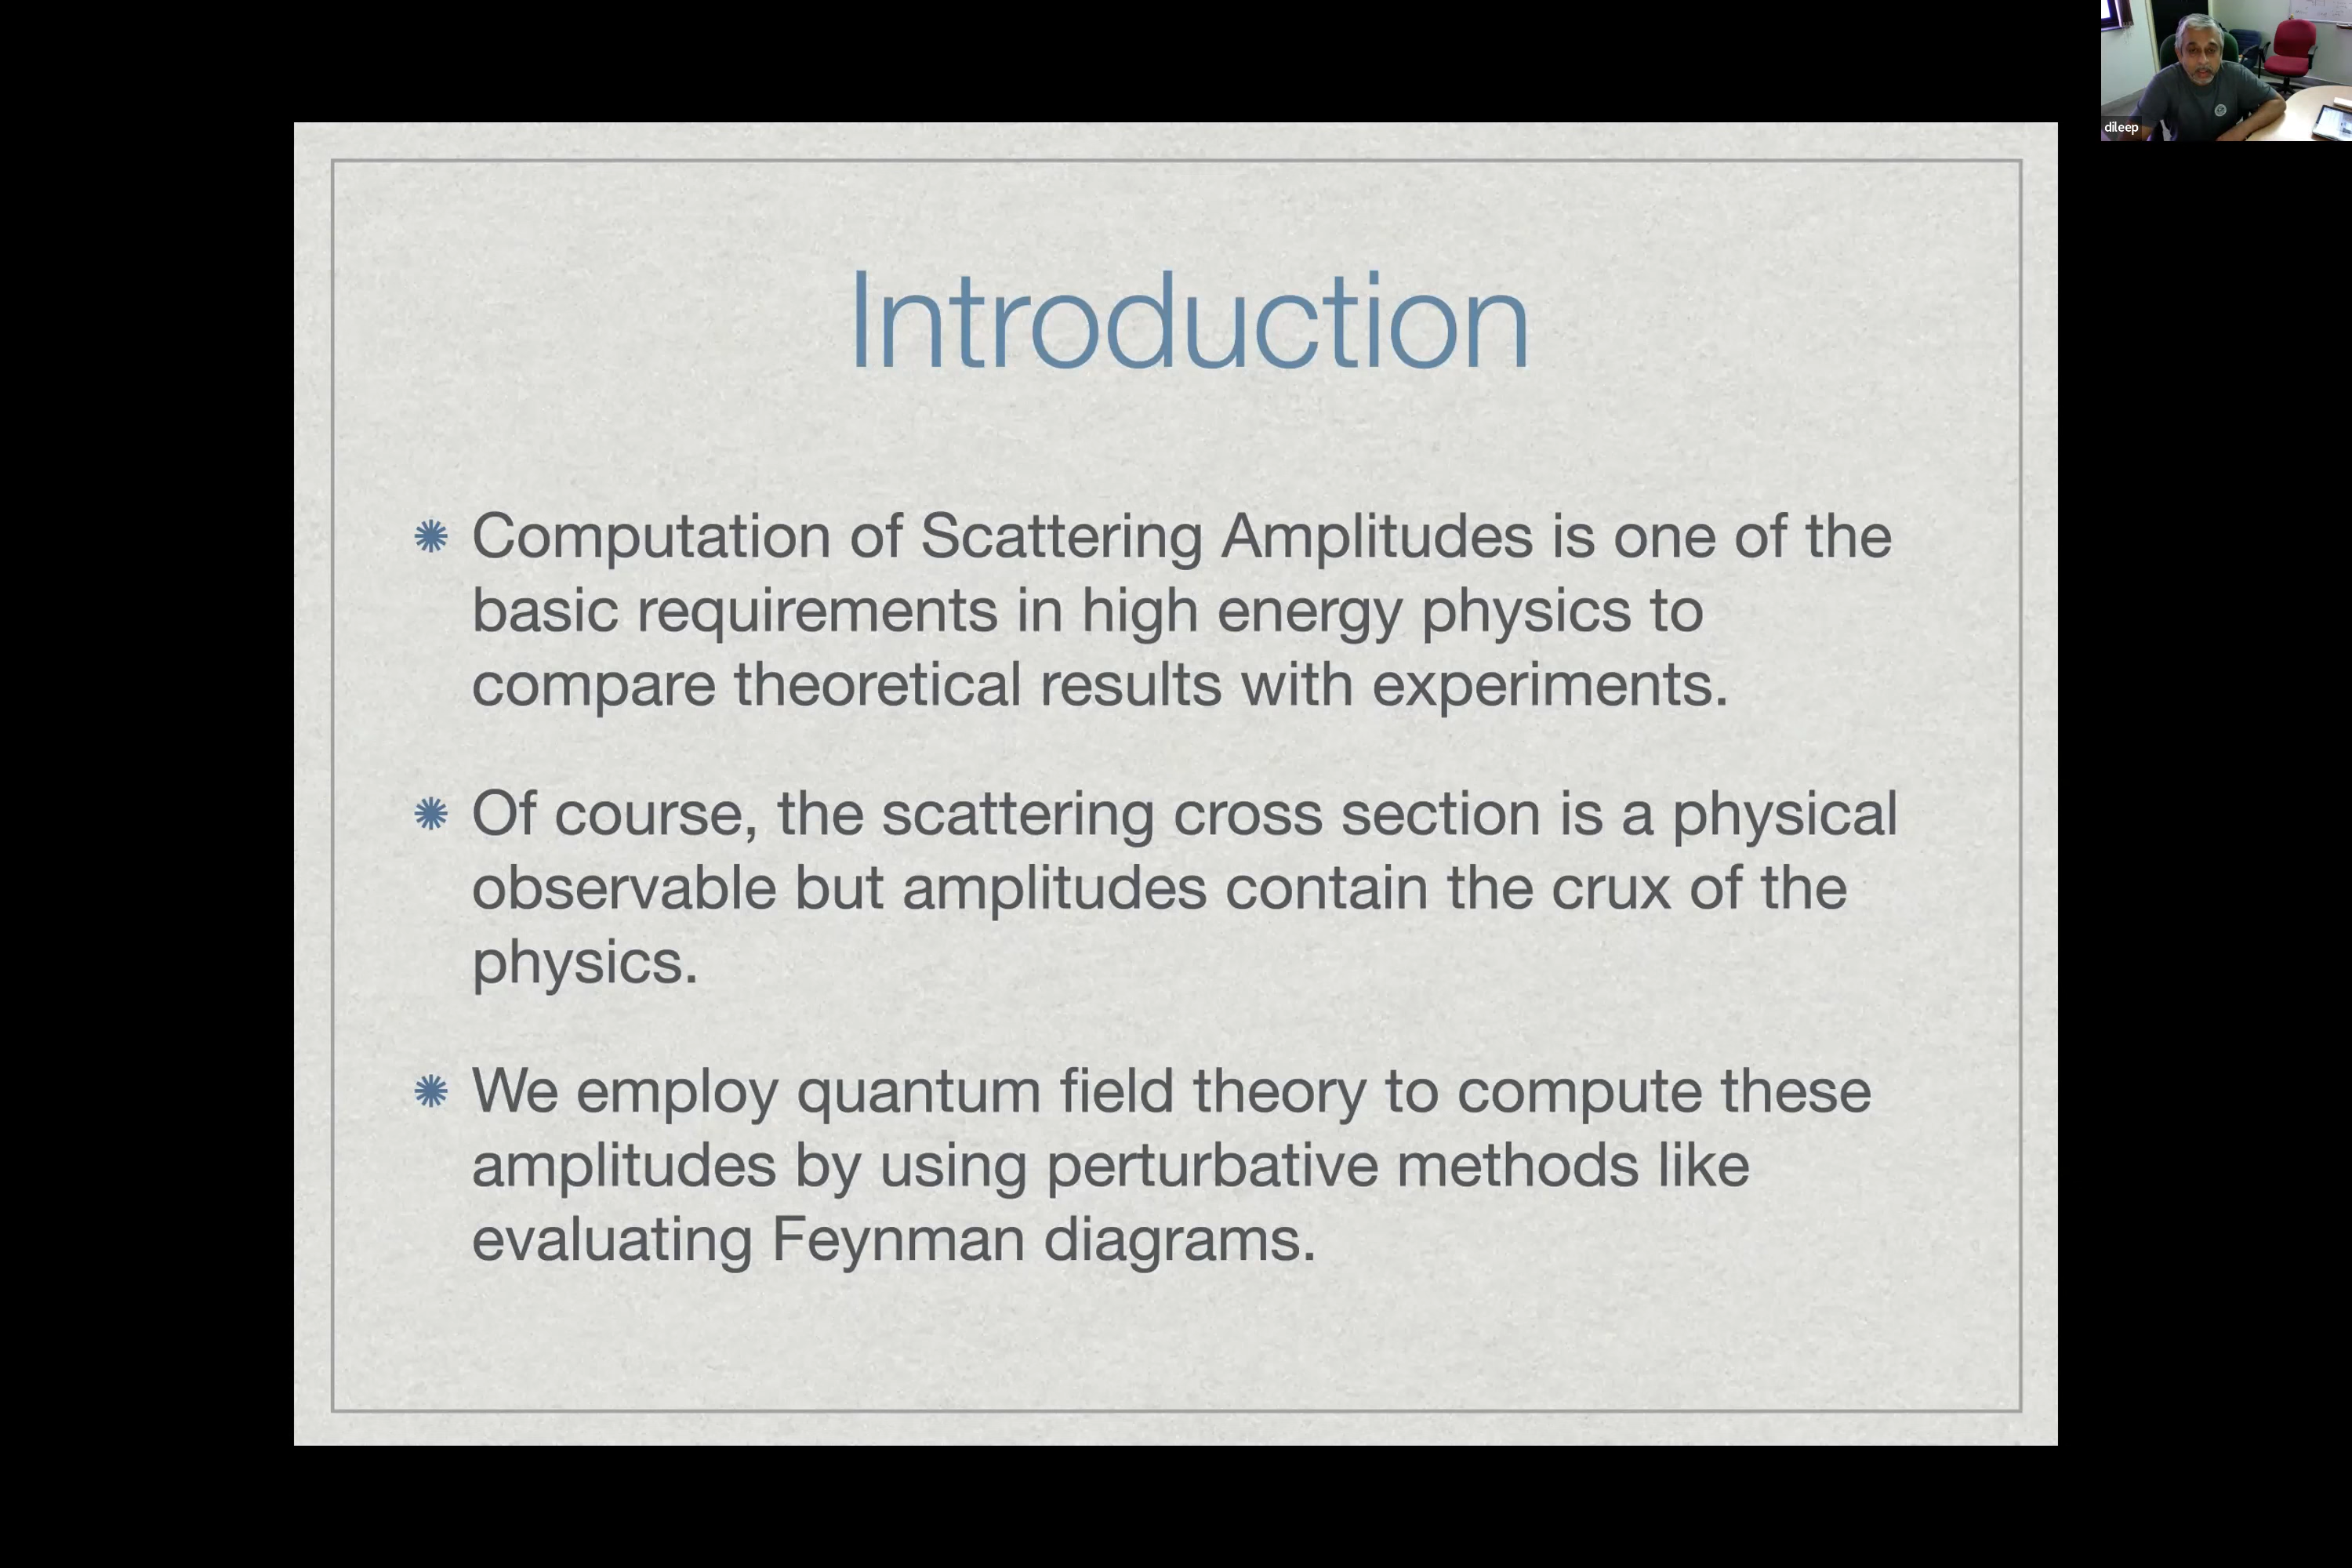 dileep
Introduction
Computation of Scattering Amplitudes is one of the
basic requirements in high energy physics to
compare theoretical results with experiments.
Of course, the scattering cross section is a physical
observable but amplitudes contain the crux of the
physics.
We employ quantum field theory to compute these
amplitudes by using perturbative methods like
evaluating Feynman diagrams.